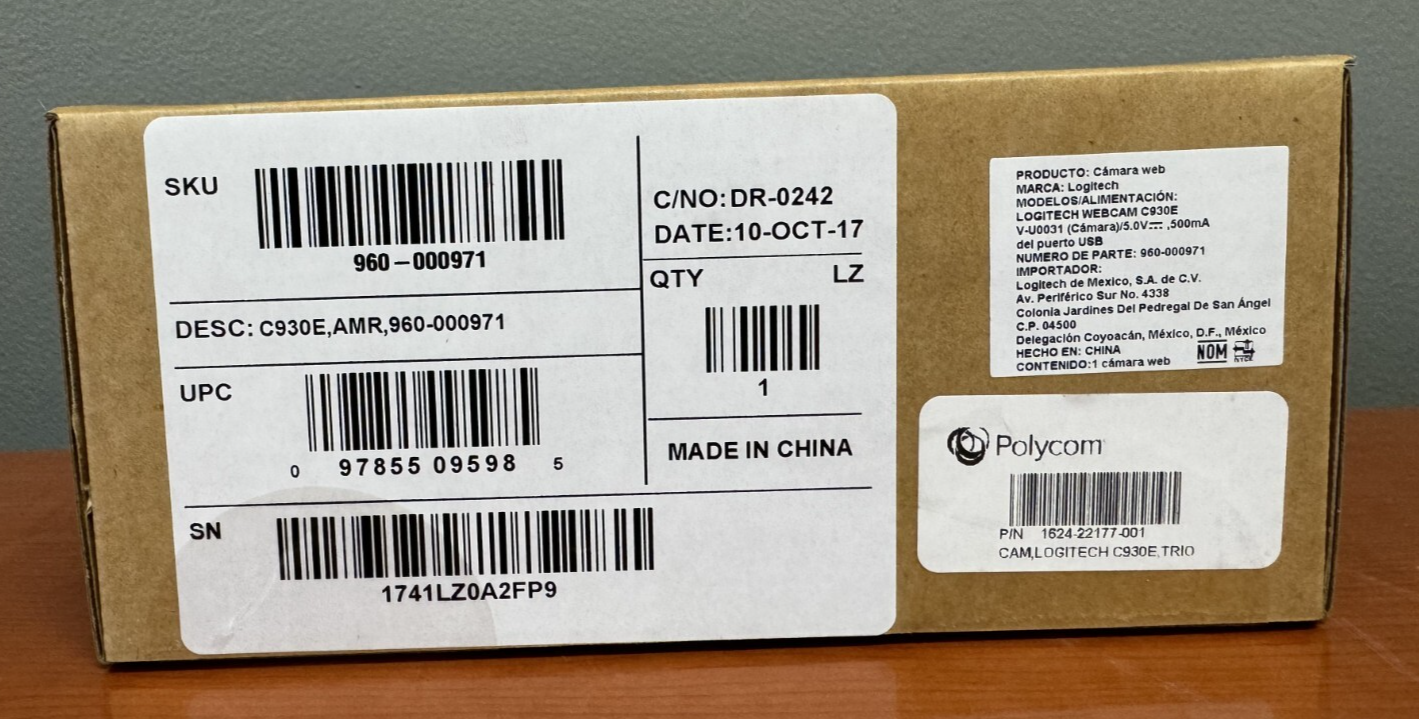 SKU
960-000971
DESC: C930E,AMR,960-000971
UPC
0 97855 09598 5
SN
1741LZ0A2FP9
C/NO: DR-0242
DATE:10-OCT-17
QTY LZ
1
MADE IN CHINA
PRODUCTO: Cámara web
MARCA: Logitech
MODELOS/ALIMENTACIÓN:
LOGITECH WEBCAM C930E
V-U0031 (Cámara)/5.0V⎓ ,500mA
del puerto USB
NUMERO DE PARTE: 960-000971
IMPORTADOR:
Logitech de Mexico, S.A. de C.V.
Av. Periférico Sur No. 4338
Colonia Jardines Del Pedregal De San Ángel
C.P. 04500
Delegación Coyoacán, México, D.F., México
HECHO EN: CHINA
CONTENIDO:1 cámara web
NOM
NYCE
Polycom
P/N 1624-22177-001
CAM,LOGITECH C930E,TRIO